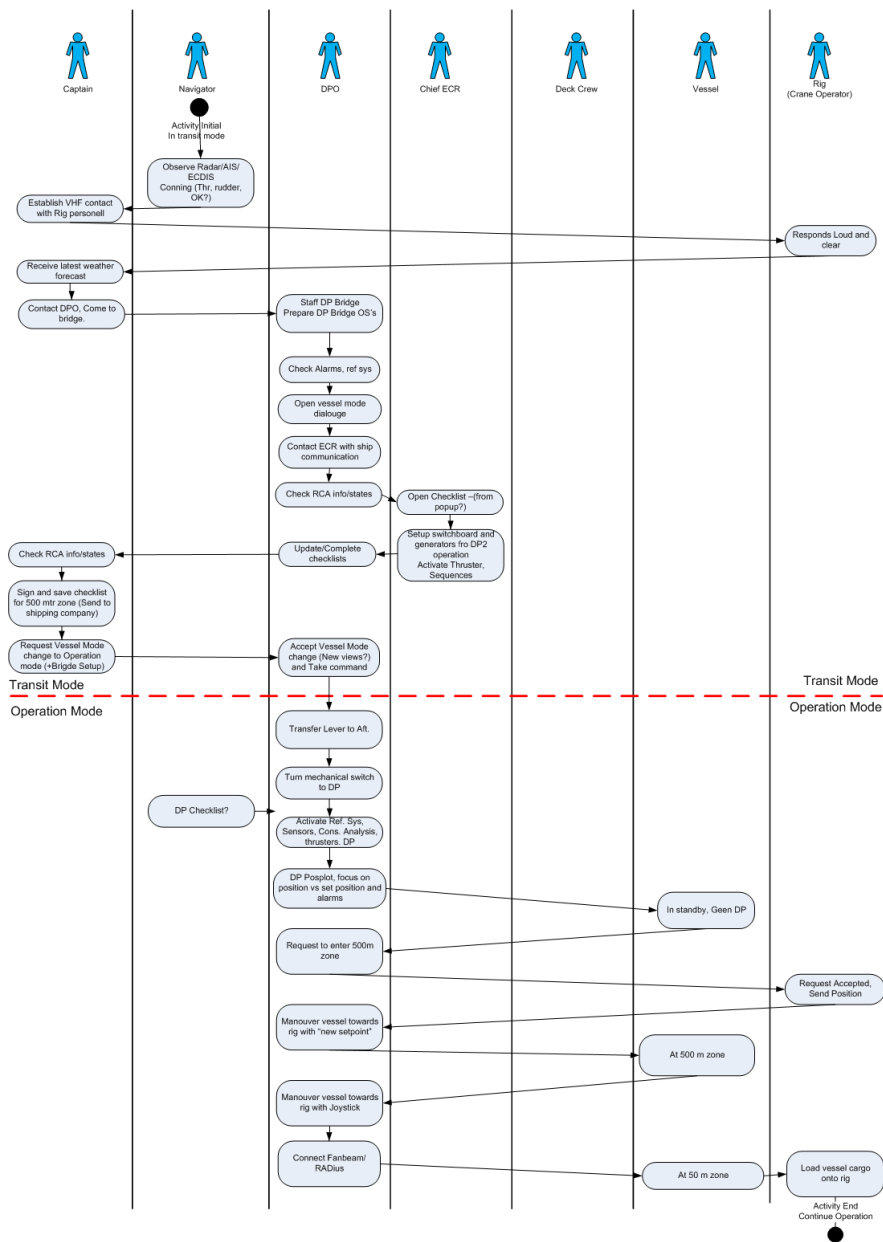 Captain
Navigator
DPO
Chief ECR
Deck Crew
Vessel
Rig
(Crane Operator)
Activity Initial
In transit mode
Observe Radar/AIS/
ECDIS
Conning (Thr, rudder,
OK?)
Establish VHF contact
with Rig personell
Responds Loud and
clear
Receive latest weather
forecast
Contact DPO, Come to
bridge.
Staff DP Bridge
Prepare DP Bridge OS's
Check Alarms, ref sys
Open vessel mode
dialouge
Contact ECR with ship
communication
Check RCA info/states
Open Checklist –(from
popup?)
Setup switchboard and
generators fro DP2
operation
Activate Thruster,
Sequences
Update/Complete
checklists
Check RCA info/states
Sign and save checklist
for 500 mtr zone (Send to
shipping company)
Request Vessel Mode
change to Operation
mode (+Brigde Setup)
Accept Vessel Mode
change (New views?)
and Take command
Transit Mode
Transit Mode
Operation Mode
Operation Mode
Transfer Lever to Aft.
Turn mechanical switch
to DP
DP Checklist?
Activate Ref. Sys,
Sensors, Cons. Analysis,
thrusters. DP
DP Posplot, focus on
position vs set position and
alarms
In standby, Geen DP
Request to enter 500m
zone
Request Accepted,
Send Position
Manouver vessel towards
rig with "new setpoint"
At 500 m zone
Manouver vessel towards
rig with Joystick
Connect Fanbeam/
RADius
At 50 m zone
Load vessel cargo
onto rig
Activity End
Continue Operation